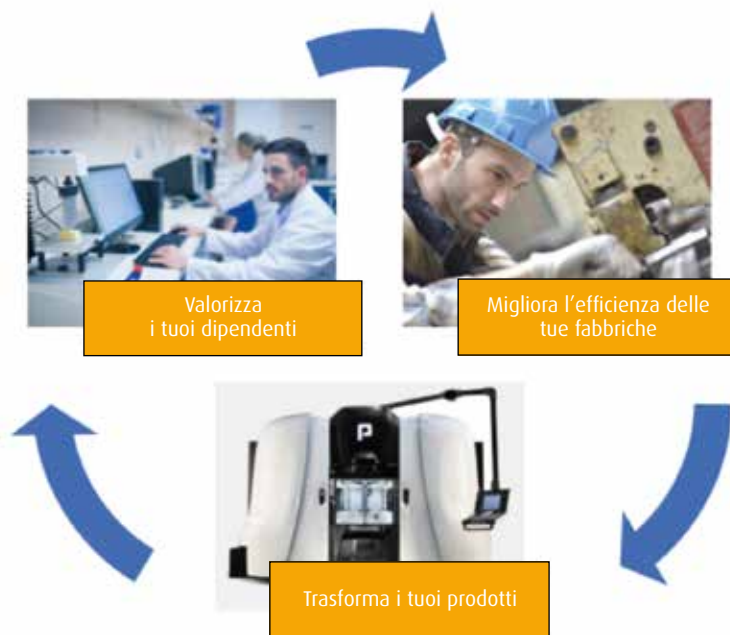 Valorizza
i tuoi dipendenti
Migliora l’efficienza delle
tue fabbriche
P
Trasforma i tuoi prodotti